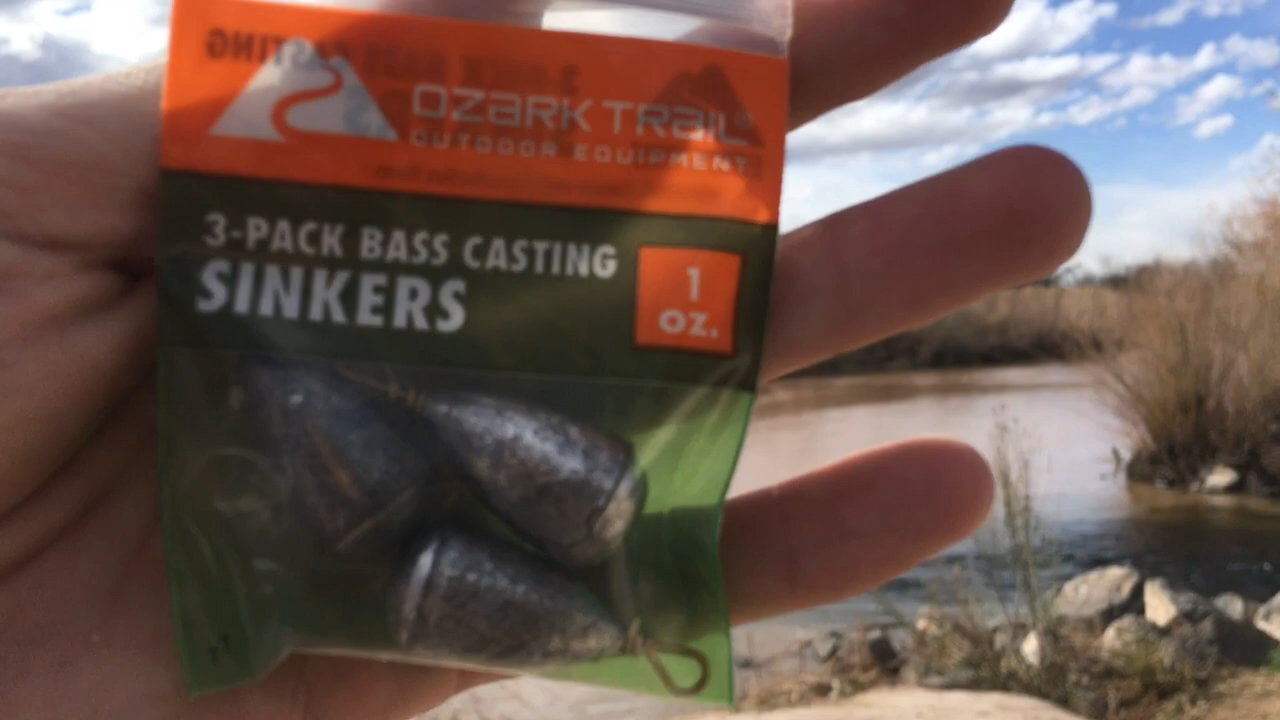 OZARK TRAIL
OUTDOOR EQUIPMENT
3-PACK BASS CASTING
SINKERS
1
OZ.